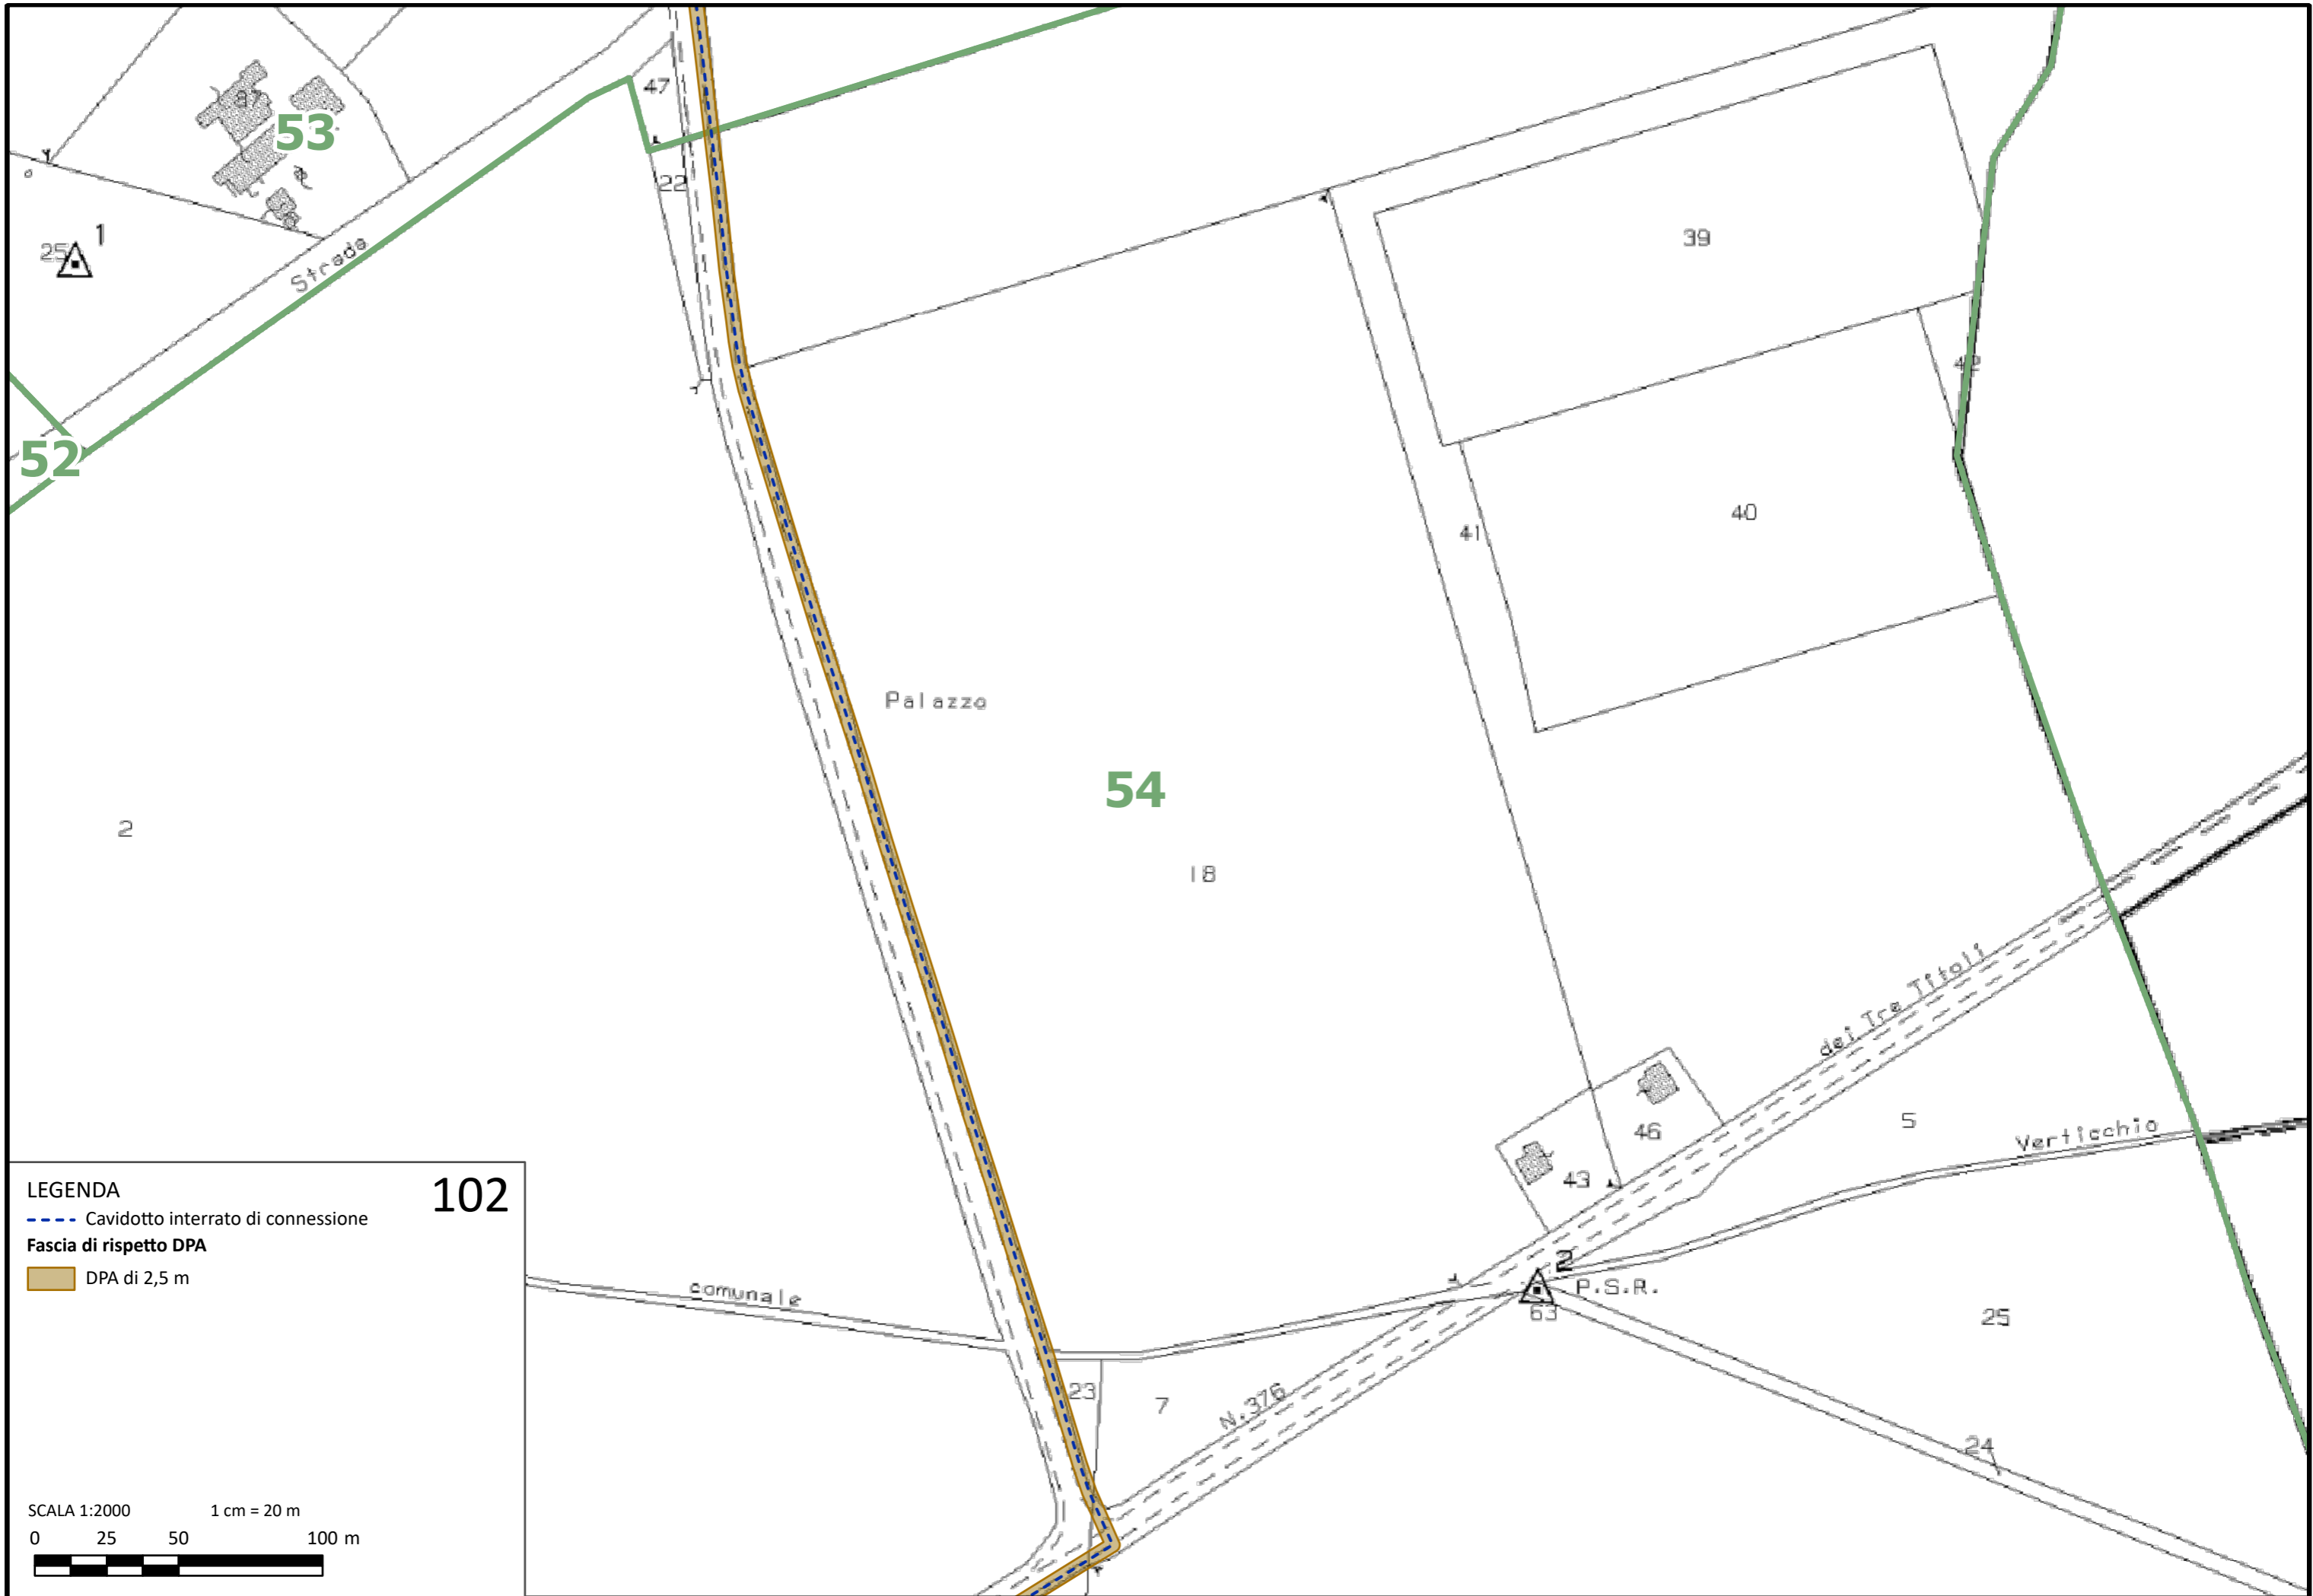 47
87
53
22
1
25
Strada
39
42
52
40
41
Palazzo
54
2
18
dei Tre Titoli
5
46
Verticchio
43
2
P.S.R.
63
25
comunale
23
7
N.376
24
LEGENDA
102
Cavidotto interrato di connessione
Fascia di rispetto DPA
DPA di 2,5 m
SCALA 1:2000 1 cm = 20 m
0 25 50 100 m